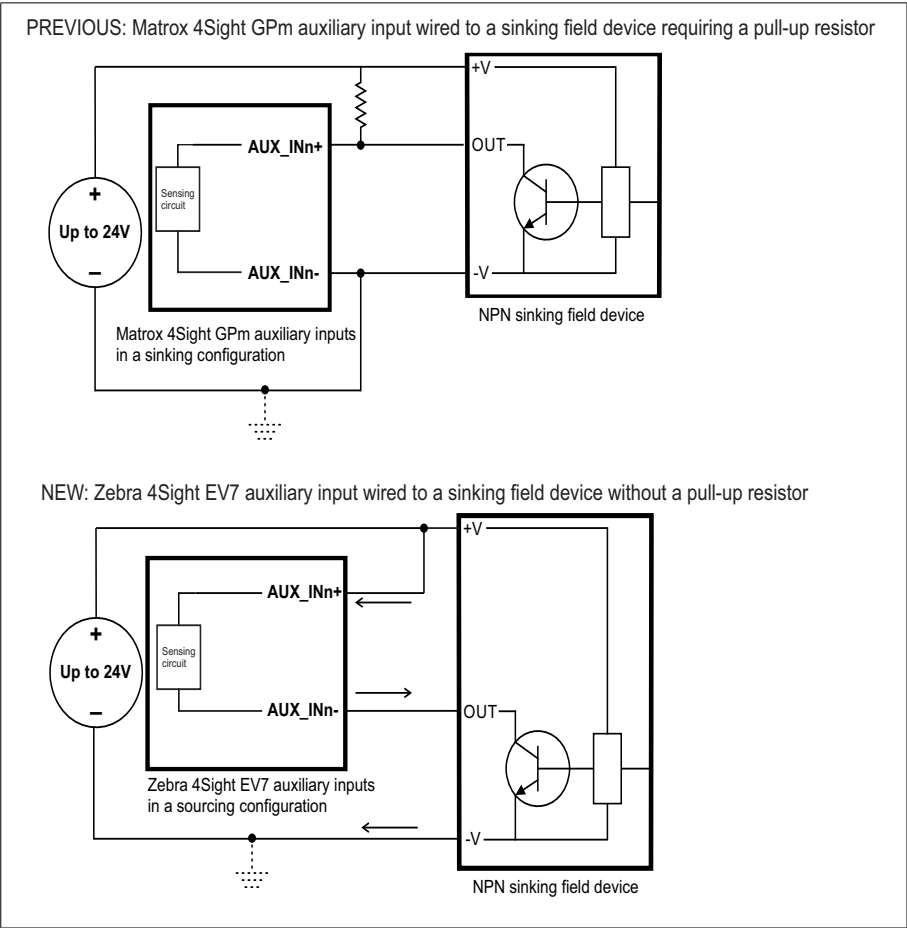 PREVIOUS: Matrox 4Sight GPm auxiliary input wired to a sinking field device requiring a pull-up resistor
+V
AUX_INn+
OUT
Sensing
circuit
+
Up to 24V
–
AUX_INn-
-V
NPN sinking field device
Matrox 4Sight GPm auxiliary inputs
in a sinking configuration
NEW: Zebra 4Sight EV7 auxiliary input wired to a sinking field device without a pull-up resistor
+V
AUX_INn+
+
Sensing
circuit
Up to 24V
–
AUX_INn-
OUT
Zebra 4Sight EV7 auxiliary inputs
in a sourcing configuration
-V
NPN sinking field device